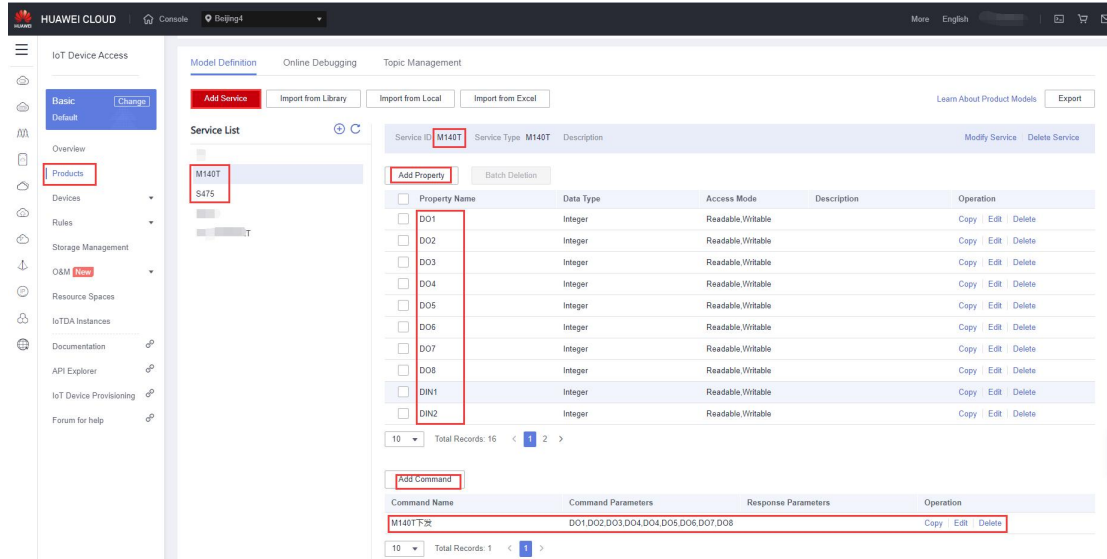 HUAWEI
HUAWEI CLOUD Console Beijing4 More English
IoT Device Access
Basic Change
Default
Overview
Products
Devices
Rules
Storage Management
O&M New
Resource Spaces
IoTDA Instances
Documentation
API Explorer
IoT Device Provisioning
Forum for help
Model Definition Online Debugging Topic Management
Add Service Import from Library Import from Local Import from Excel Learn About Product Models Export
Service List
M140T
S475
T
Service ID M140T Service Type M140T Description Modify Service Delete Service
Add Property Batch Deletion
Property Name Data Type Access Mode Description Operation
DO1 Integer Readable,Writable Copy Edit Delete
DO2 Integer Readable,Writable Copy Edit Delete
DO3 Integer Readable,Writable Copy Edit Delete
DO4 Integer Readable,Writable Copy Edit Delete
DO5 Integer Readable,Writable Copy Edit Delete
DO6 Integer Readable,Writable Copy Edit Delete
DO7 Integer Readable,Writable Copy Edit Delete
DO8 Integer Readable,Writable Copy Edit Delete
DIN1 Integer Readable,Writable Copy Edit Delete
DIN2 Integer Readable,Writable Copy Edit Delete
10 Total Records: 16 < 1 2 >
Add Command
Command Name Command Parameters Response Parameters Operation
M140T下发 DO1,DO2,DO3,DO4,DO4,DO5,DO6,DO7,DO8 Copy Edit Delete
10 Total Records: 1 < 1 >